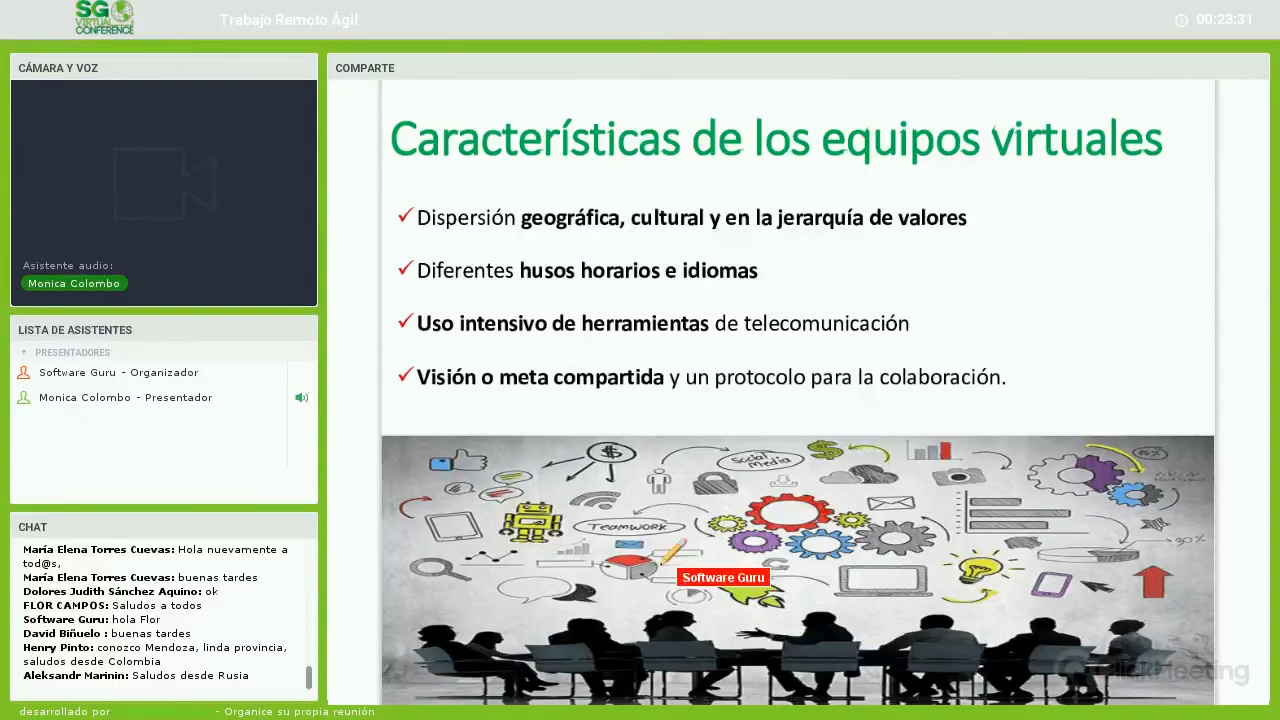 SG
VIRTUAL
CONFERENCE
Trabajo Remoto Ágil
00:23:31
CÁMARA Y VOZ
Asistente audio:
Monica Colombo
LISTA DE ASISTENTES
PRESENTADORES
Software Guru - Organizador
Monica Colombo - Presentador
CHAT
María Elena Torres Cuevas: Hola nuevamente a
tod@s,
María Elena Torres Cuevas: buenas tardes
Dolores Judith Sánchez Aquino: ok
FLOR CAMPOS: Saludos a todos
Software Guru: hola Flor
David Biñuelo : buenas tardes
Henry Pinto: conozco Mendoza, linda provincia,
saludos desde Colombia
Aleksandr Marinin: Saludos desde Rusia
COMPARTE
Características de los equipos virtuales
Dispersión geográfica, cultural y en la jerarquía de valores
Diferentes husos horarios e idiomas
Uso intensivo de herramientas de telecomunicación
Visión o meta compartida y un protocolo para la colaboración.
Social
Media
TEAMWORK
Software Guru
ClickMeeting
desarrollado por
- Organice su propia reunión